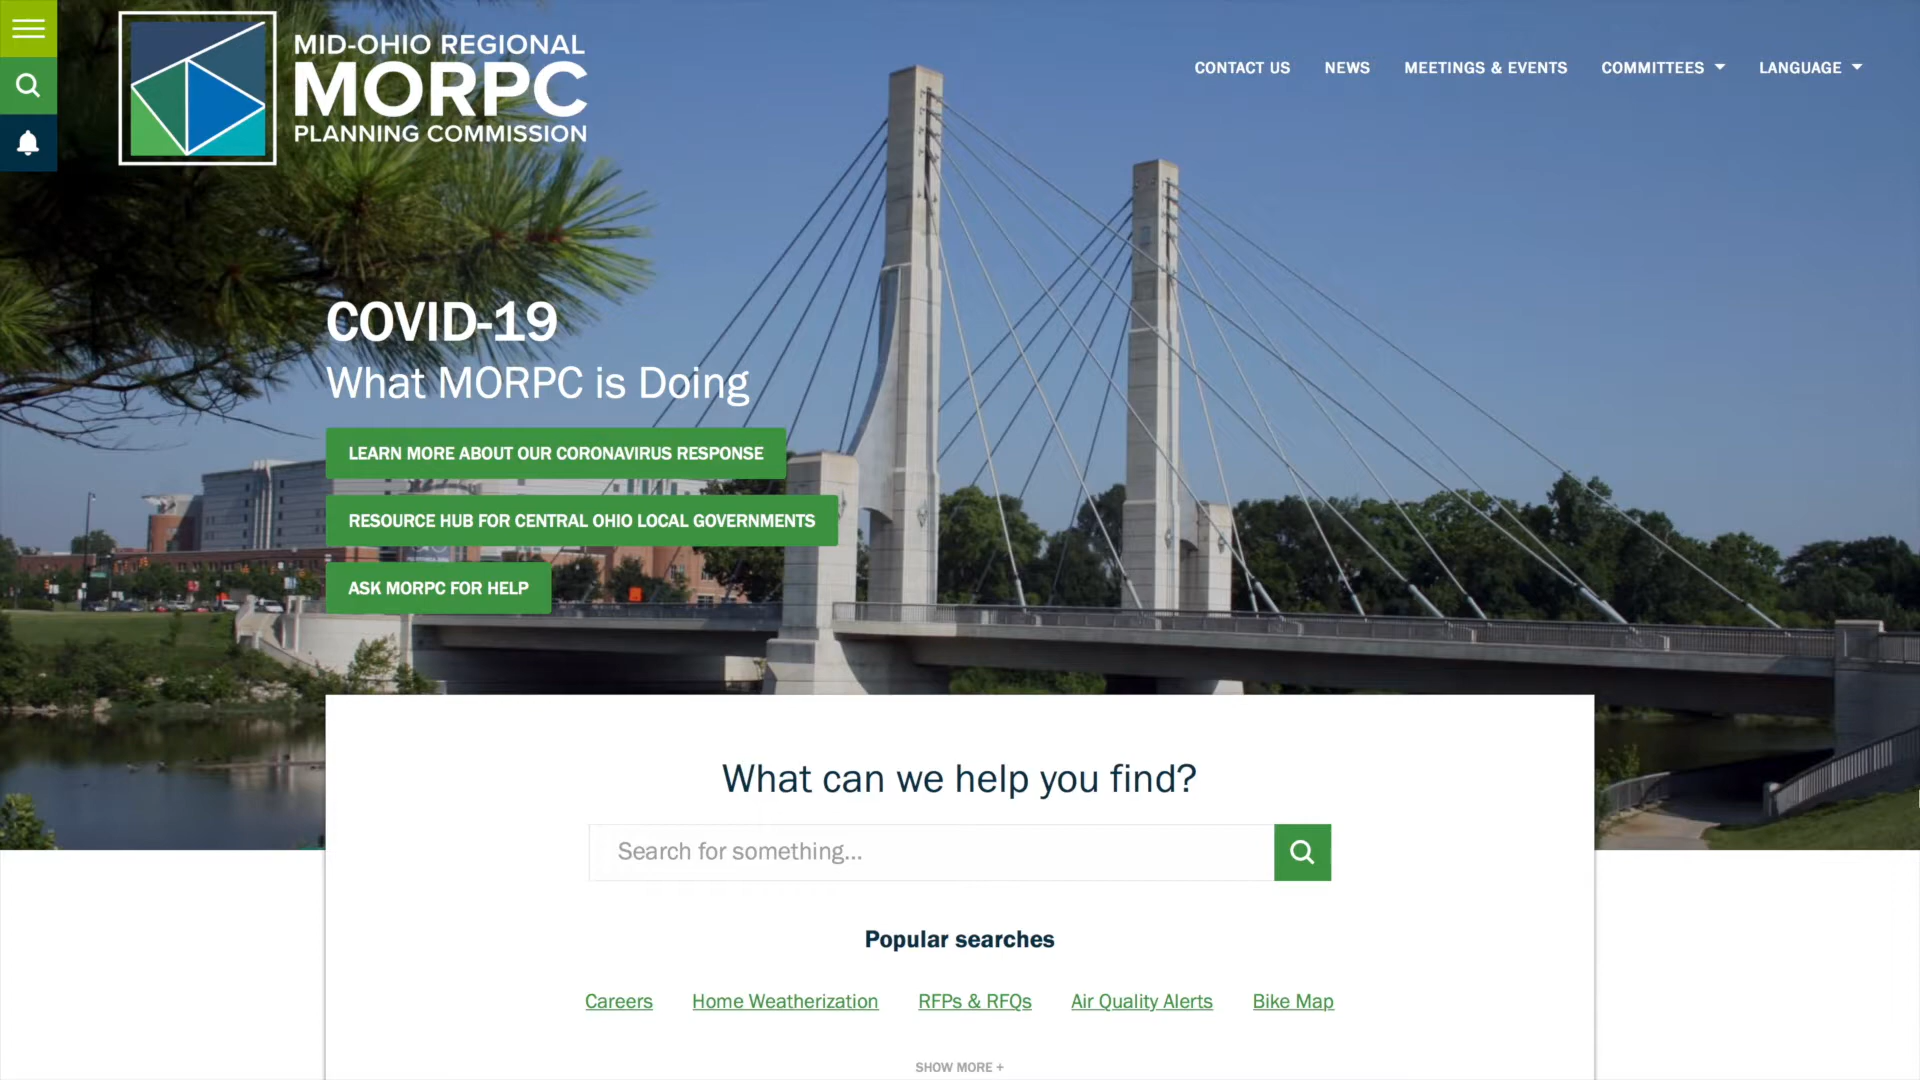 MID-OHIO REGIONAL
MORPC
PLANNING COMMISSION
CONTACT US
NEWS
MEETINGS & EVENTS
COMMITTEES
LANGUAGE
COVID-19
What MORPC is Doing
LEARN MORE ABOUT OUR CORONAVIRUS RESPONSE
RESOURCE HUB FOR CENTRAL OHIO LOCAL GOVERNMENTS
ASK MORPC FOR HELP
What can we help you find?
Search for something...
Popular searches
Careers
Home Weatherization
RFPs & RFQs
Air Quality Alerts
Bike Map
SHOW MORE +